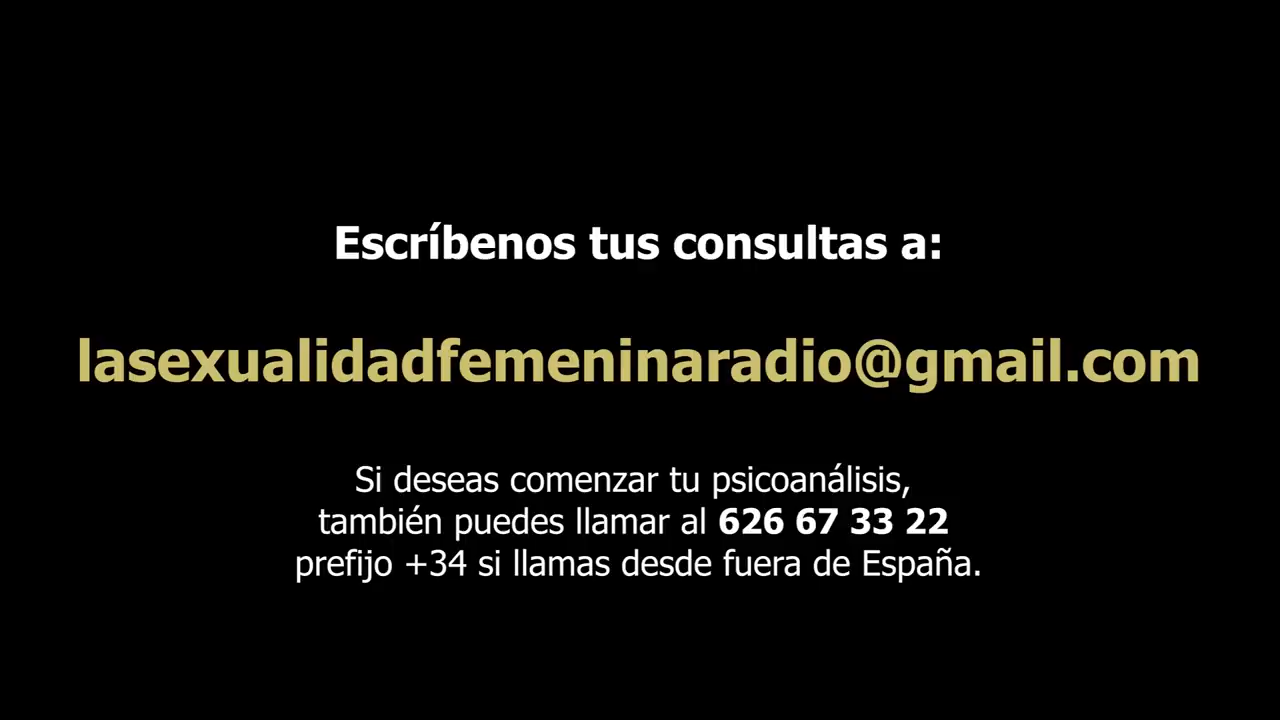 Escríbenos tus consultas a:
lasexualidadfemeninaradio@gmail.com
Si deseas comenzar tu psicoanálisis,
también puedes llamar al 626 67 33 22
prefijo +34 si llamas desde fuera de España.